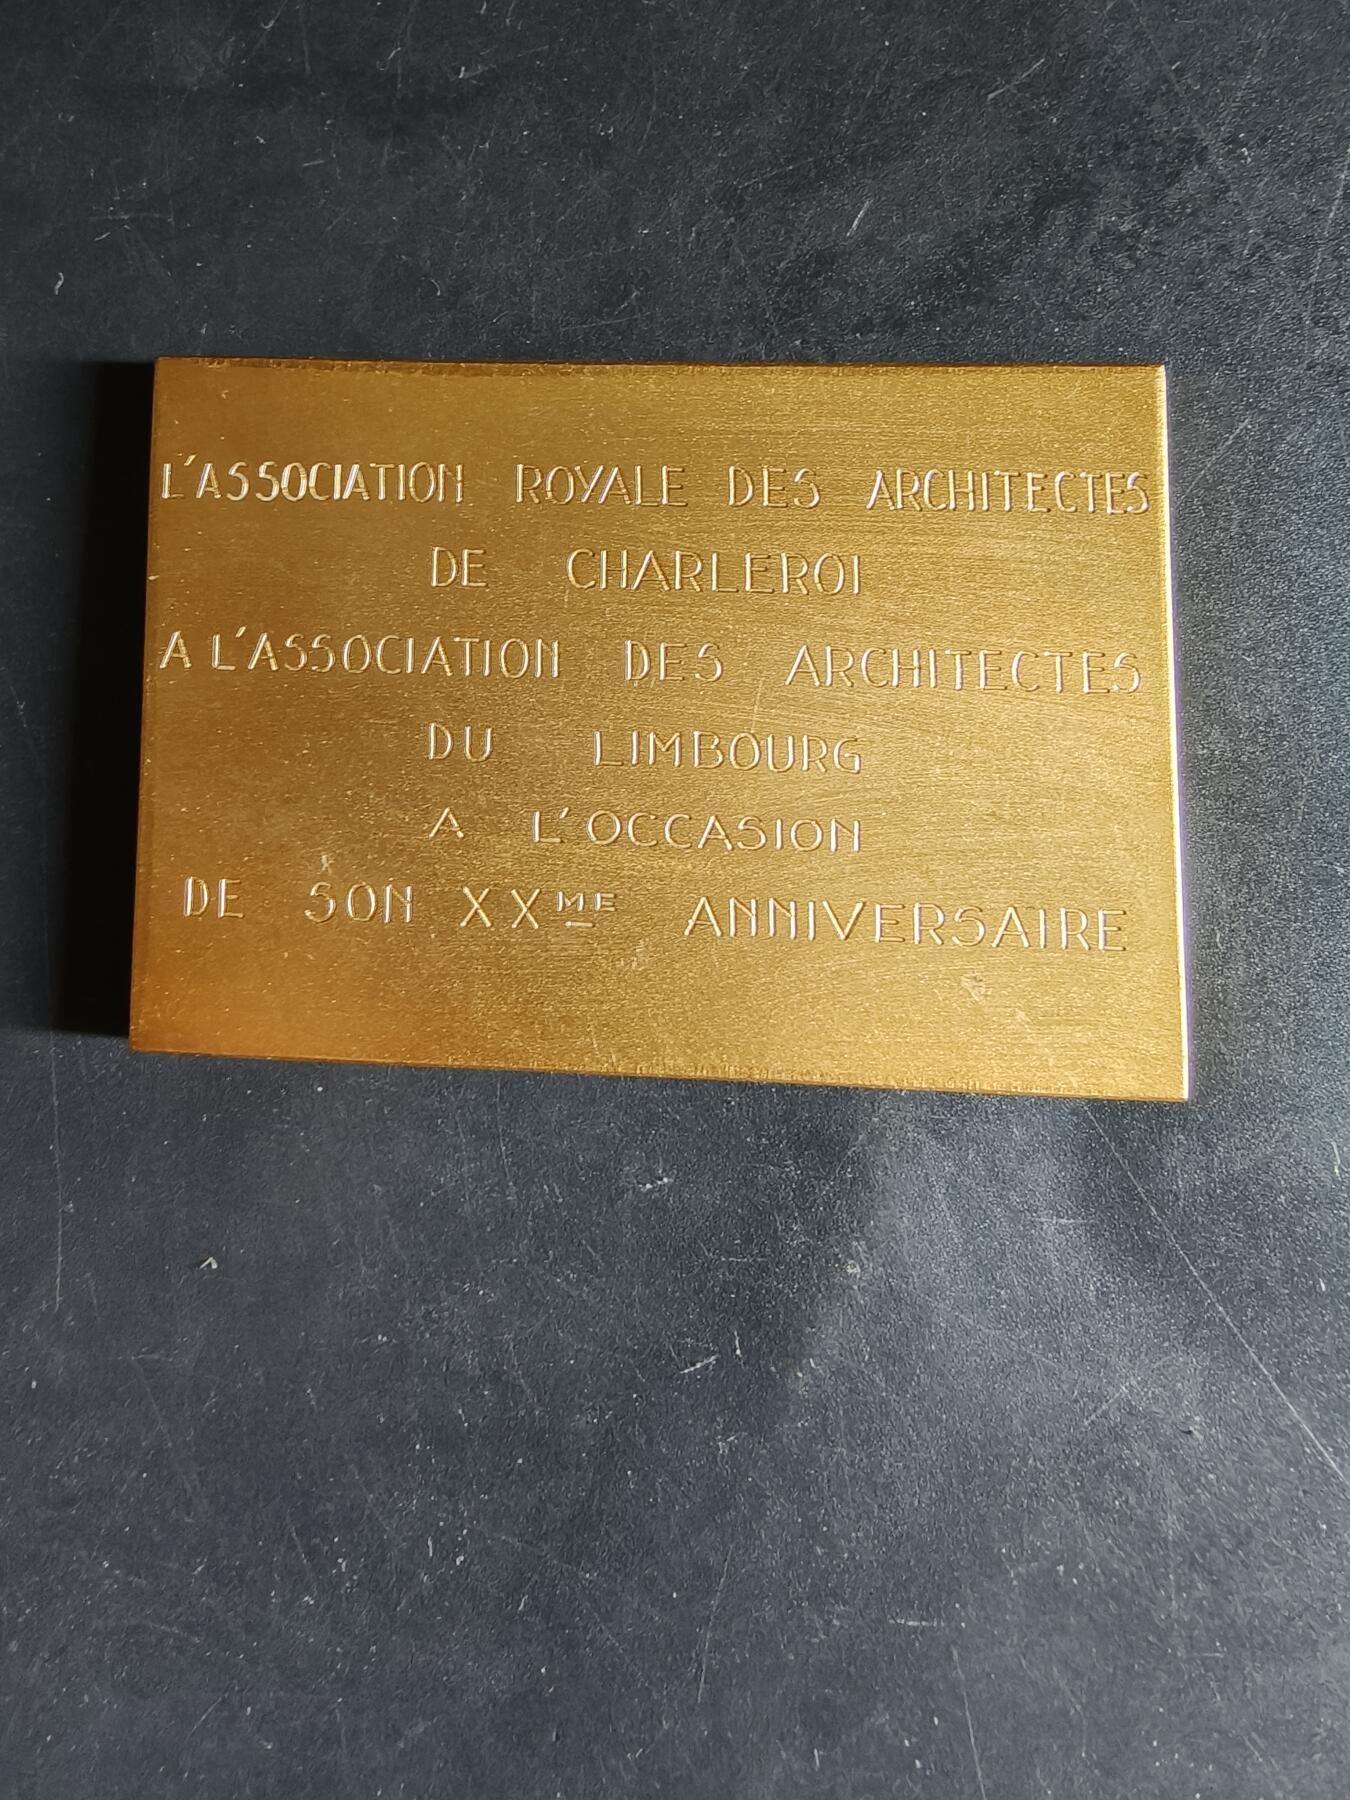 L'ASSOCIATION ROYALE DES ARCHITECTES
DE CHARLEROI
A L'ASSOCIATION DES ARCHITECTES
DU LIMBOURG
A L'OCCASION
DE SON XXME ANNIVERSAIRE